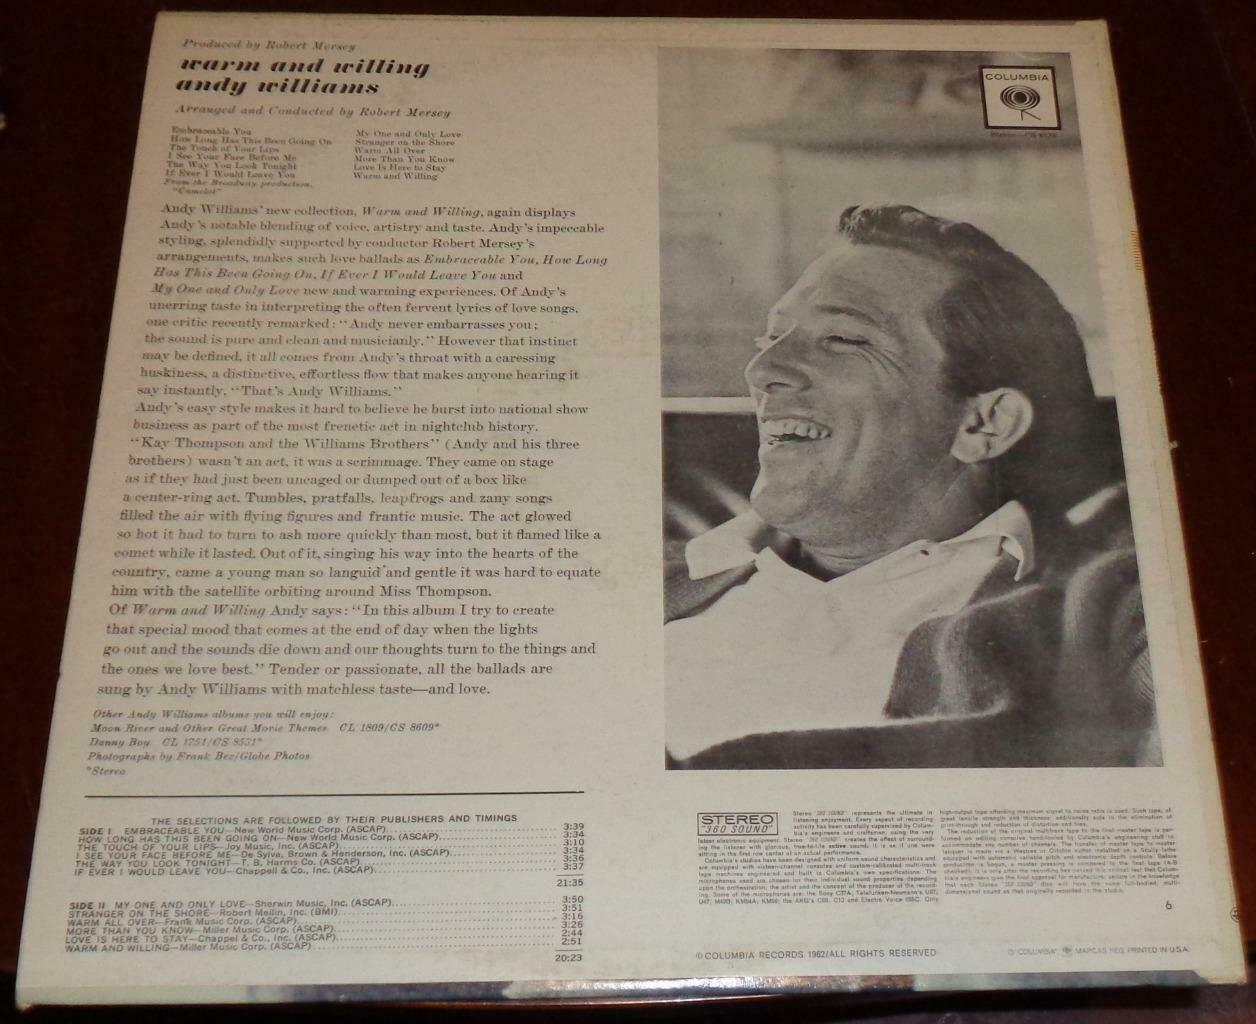 Produced by Robert Mersey
warm and willing
andy williams
Arranged and Conducted by Robert Mersey
Embraceable You
How Long Has This Been Going On
The Touch of Your Lips
I See Your Face Before Me
The Way You Look Tonight
If Ever I Would Leave You
From the Broadway production,
"Camelot"
My One and Only Love
Stranger on the Shore
Warm All Over
More Than You Know
Love Is Here to Stay
Warm and Willing
Andy Williams' new collection, Warm and Willing, again displays
Andy's notable blending of voice, artistry and taste. Andy's impeccable
styling, splendidly supported by conductor Robert Mersey's
arrangements, makes such love ballads as Embraceable You, How Long
Has This Been Going On, If Ever I Would Leave You and
My One and Only Love new and warming experiences. Of Andy's
unerring taste in interpreting the often fervent lyrics of love songs,
one critic recently remarked: "Andy never embarrasses you;
the sound is pure and clean and musicianly." However that instinct
may be defined, it all comes from Andy's throat with a caressing
huskiness, a distinctive, effortless flow that makes anyone hearing it
say instantly, "That's Andy Williams."
Andy's easy style makes it hard to believe he burst into national show
business as part of the most frenetic act in nightclub history.
"Kay Thompson and the Williams Brothers" (Andy and his three
brothers) wasn't an act, it was a scrimmage. They came on stage
as if they had just been uncaged or dumped out of a box like
a center-ring act. Tumbles, pratfalls, leapfrogs and zany songs
filled the air with flying figures and frantic music. The act glowed
so hot it had to turn to ash more quickly than most, but it flamed like a
comet while it lasted. Out of it, singing his way into the hearts of the
country, came a young man so languid and gentle it was hard to equate
him with the satellite orbiting around Miss Thompson.
Of Warm and Willing Andy says: "In this album I try to create
that special mood that comes at the end of day when the lights
go out and the sounds die down and our thoughts turn to the things and
the ones we love best." Tender or passionate, all the ballads are
sung by Andy Williams with matchless taste—and love.
Other Andy Williams albums you will enjoy:
Moon River and Other Great Movie Themes CL 1809/CS 8609*
Danny Boy CL 1751/CS 8551*
Photographs by Frank Bez/Globe Photos
*Stereo
COLUMBIA
THE SELECTIONS ARE FOLLOWED BY THEIR PUBLISHERS AND TIMINGS
SIDE I EMBRACEABLE YOU—New World Music Corp. (ASCAP) 3:39
HOW LONG HAS THIS BEEN GOING ON—New World Music Corp. (ASCAP) 3:34
THE TOUCH OF YOUR LIPS—Joy Music, Inc. (ASCAP) 3:10
I SEE YOUR FACE BEFORE ME—De Sylva, Brown & Henderson, Inc. (ASCAP) 3:34
THE WAY YOU LOOK TONIGHT—T. B. Harms Co. (ASCAP) 3:36
IF EVER I WOULD LEAVE YOU—Chappell & Co., Inc. (ASCAP) 3:37
21:35
SIDE II MY ONE AND ONLY LOVE—Sherwin Music, Inc. (ASCAP) 3:50
STRANGER ON THE SHORE—Robert Mellin, Inc. (BMI) 3:51
WARM ALL OVER—Frank Music Corp. (ASCAP) 3:16
MORE THAN YOU KNOW—Miller Music Corp. (ASCAP) 3:26
LOVE IS HERE TO STAY—Chappel & Co., Inc. (ASCAP) 2:44
WARM AND WILLING—Miller Music Corp. (ASCAP) 2:51
20:23
STEREO
"360 SOUND"
6
© COLUMBIA RECORDS 1962/ALL RIGHTS RESERVED
"COLUMBIA" MARCAS REG. PRINTED IN U.S.A.